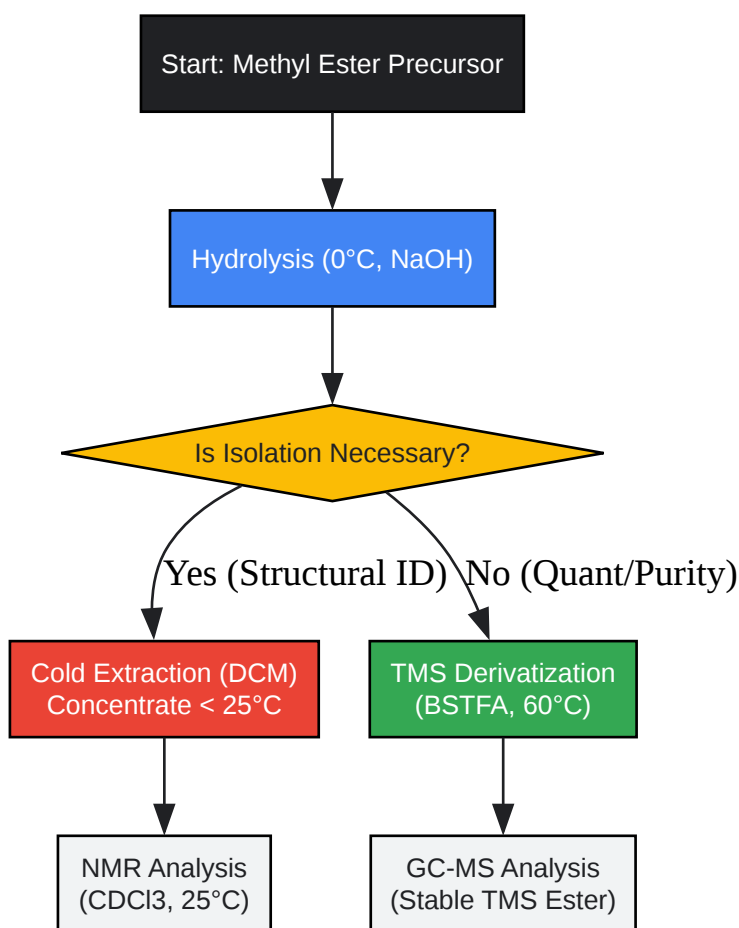 Start: Methyl Ester Precursor
Hydrolysis (0°C, NaOH)
Is Isolation Necessary?
Yes (Structural ID)
No (Quant/Purity)
Cold Extraction (DCM)
Concentrate < 25°C
TMS Derivatization
(BSTFA, 60°C)
NMR Analysis
(CDCl3, 25°C)
GC-MS Analysis
(Stable TMS Ester)